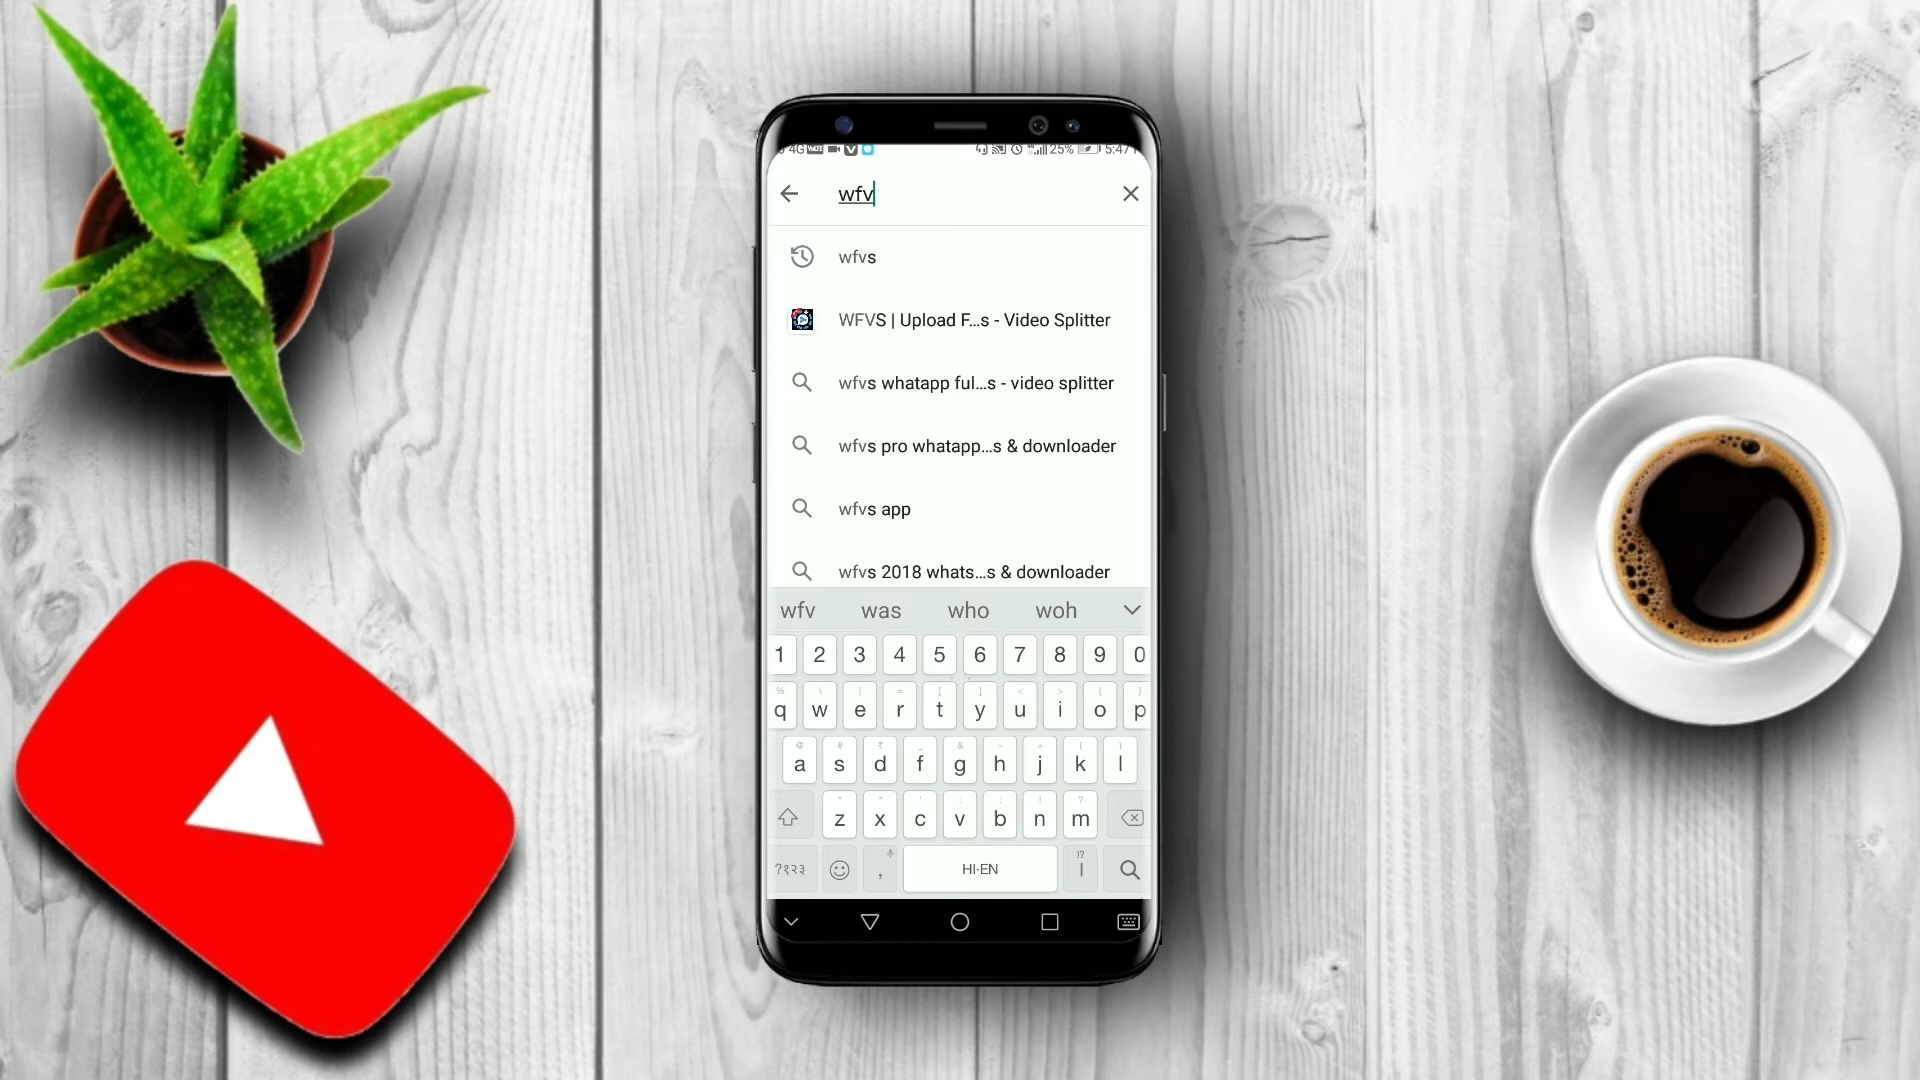 4G 25% 5:47
wfv
wfvs
WFVS | Upload F...s - Video Splitter
wfvs whatapp ful...s - video splitter
wfvs pro whatapp...s & downloader
wfvs app
wfvs 2018 whats...s & downloader
wfv was who woh
1 2 3 4 5 6 7 8 9 0
% \ | = [ ] < > { }
q w e r t y u i o p
@ # ₹ _ & - + ( )
a s d f g h j k l
z x c v b n m
?१२३ , HI·EN !? |